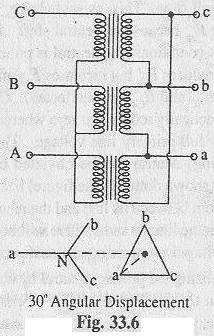 C c
B b
A a
b b
a N a c
c
30° Angular Displacement
Fig. 33.6